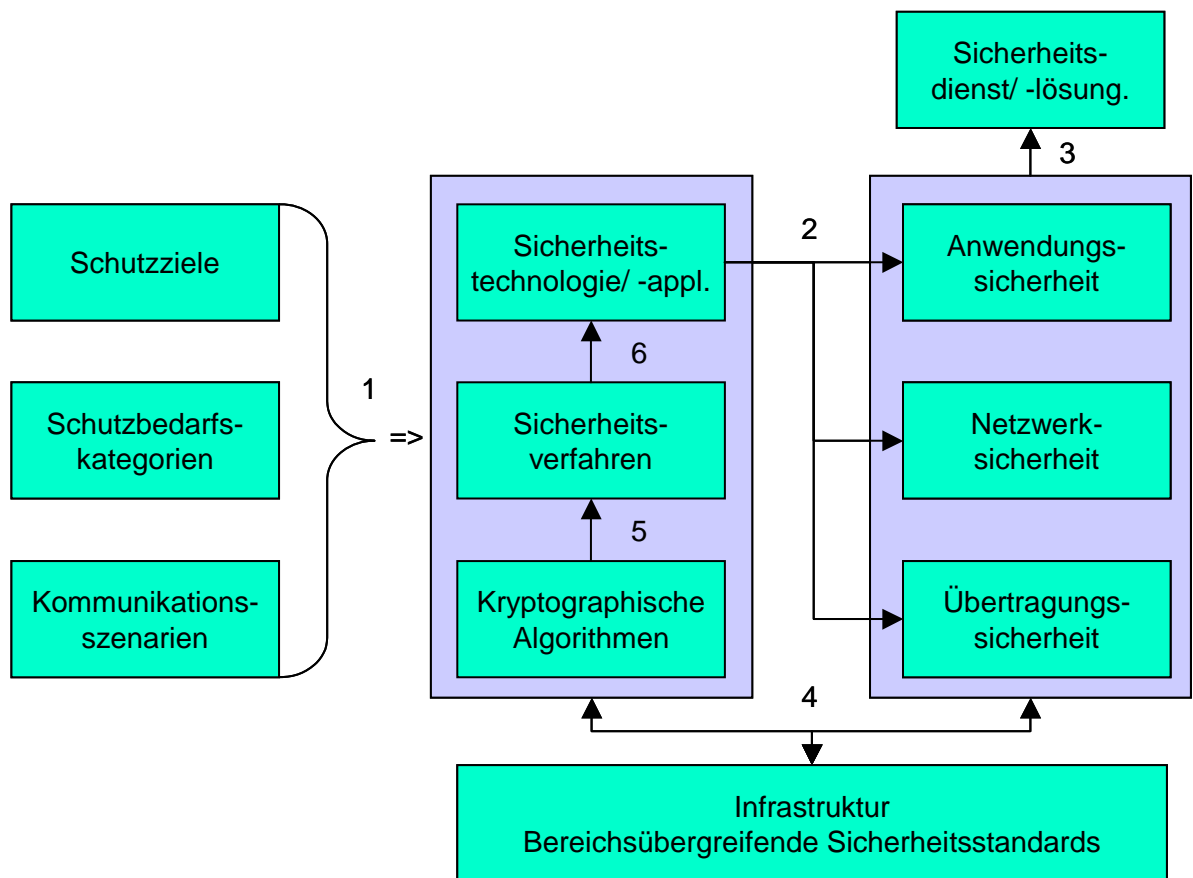 Sicherheits-
dienst/ -lösung.
3
Schutzziele
Schutzbedarfs-
kategorien
Kommunikations-
szenarien
1
=>
Sicherheits-
technologie/ -appl.
6
Sicherheits-
verfahren
5
Kryptographische
Algorithmen
2
Anwendungs-
sicherheit
Netzwerk-
sicherheit
Übertragungs-
sicherheit
4
Infrastruktur
Bereichsübergreifende Sicherheitsstandards